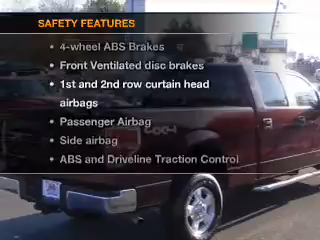 SAFETY FEATURES
• 4-wheel ABS Brakes
• Front Ventilated disc brakes
• 1st and 2nd row curtain head
airbags
• Passenger Airbag
• Side airbag
• ABS and Driveline Traction Control
4X4